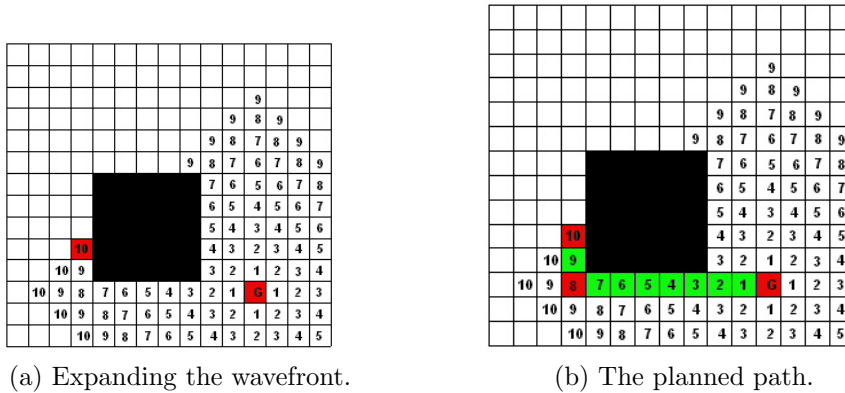 9
9 8 9
9 8 7 8 9
9 8 7 6 7 8 9
7 6 5 6 7 8
6 5 4 5 6 7
5 4 3 4 5 6
10 4 3 2 3 4 5
10 9 3 2 1 2 3 4
10 9 8 7 6 5 4 3 2 1 G 1 2 3
10 9 8 7 6 5 4 3 2 1 2 3 4
10 9 8 7 6 5 4 3 2 3 4 5
(a) Expanding the wavefront.
9
9 8 9
9 8 7 8 9
9 8 7 6 7 8 9
7 6 5 6 7 8
6 5 4 5 6 7
5 4 3 4 5 6
10 4 3 2 3 4 5
10 9 3 2 1 2 3 4
10 9 8 7 6 5 4 3 2 1 G 1 2 3
10 9 8 7 6 5 4 3 2 1 2 3 4
10 9 8 7 6 5 4 3 2 3 4 5
(b) The planned path.